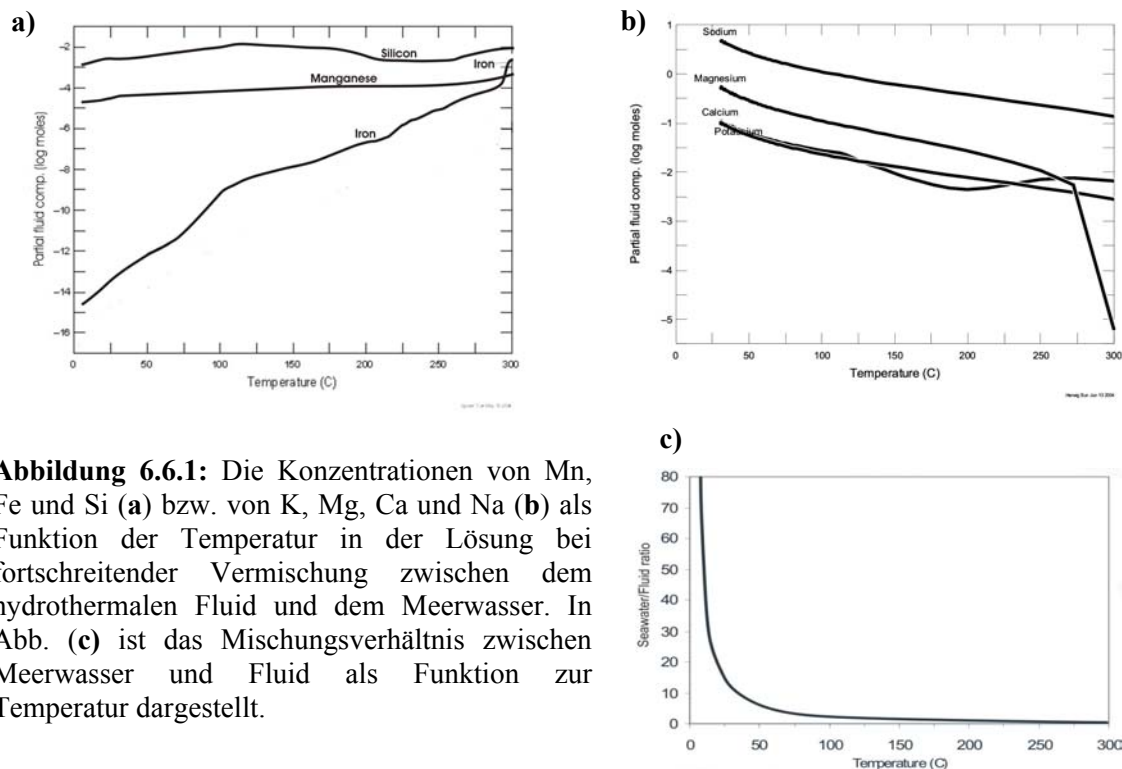 a)
Partial fluid comp. (log moles)
−2
−4
−6
−8
−10
−12
−14
−16
Silicon
Iron
Manganese
Iron
0
50
100
150
200
250
300
Temperature (C)
b)
Partial fluid comp. (log moles)
1
0
−1
−2
−3
−4
−5
Sodium
Magnesium
Calcium
Potassium
0
50
100
150
200
250
300
Temperature (C)
Abbildung 6.6.1: Die Konzentrationen von Mn,
Fe und Si (a) bzw. von K, Mg, Ca und Na (b) als
Funktion der Temperatur in der Lösung bei
fortschreitender Vermischung zwischen dem
hydrothermalen Fluid und dem Meerwasser. In
Abb. (c) ist das Mischungsverhältnis zwischen
Meerwasser und Fluid als Funktion zur
Temperatur dargestellt.
c)
Seawater/Fluid ratio
80
70
60
50
40
30
20
10
0
0
50
100
150
200
250
300
Temperature (C)